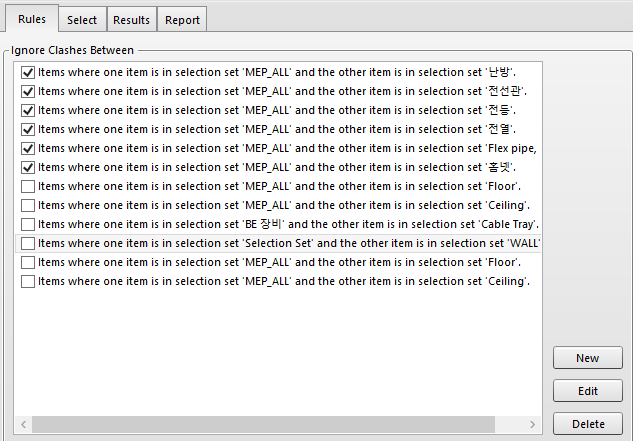 Rules Select Results Report
Ignore Clashes Between
Items where one item is in selection set 'MEP_ALL' and the other item is in selection set '난방'.
Items where one item is in selection set 'MEP_ALL' and the other item is in selection set '전선관'.
Items where one item is in selection set 'MEP_ALL' and the other item is in selection set '전등'.
Items where one item is in selection set 'MEP_ALL' and the other item is in selection set '전열'.
Items where one item is in selection set 'MEP_ALL' and the other item is in selection set 'Flex pipe,
Items where one item is in selection set 'MEP_ALL' and the other item is in selection set '홈넷'.
Items where one item is in selection set 'MEP_ALL' and the other item is in selection set 'Floor'.
Items where one item is in selection set 'MEP_ALL' and the other item is in selection set 'Ceiling'.
Items where one item is in selection set 'BE 장비' and the other item is in selection set 'Cable Tray'.
Items where one item is in selection set 'Selection Set' and the other item is in selection set 'WALL'
Items where one item is in selection set 'MEP_ALL' and the other item is in selection set 'Floor'.
Items where one item is in selection set 'MEP_ALL' and the other item is in selection set 'Ceiling'.
New
Edit
Delete